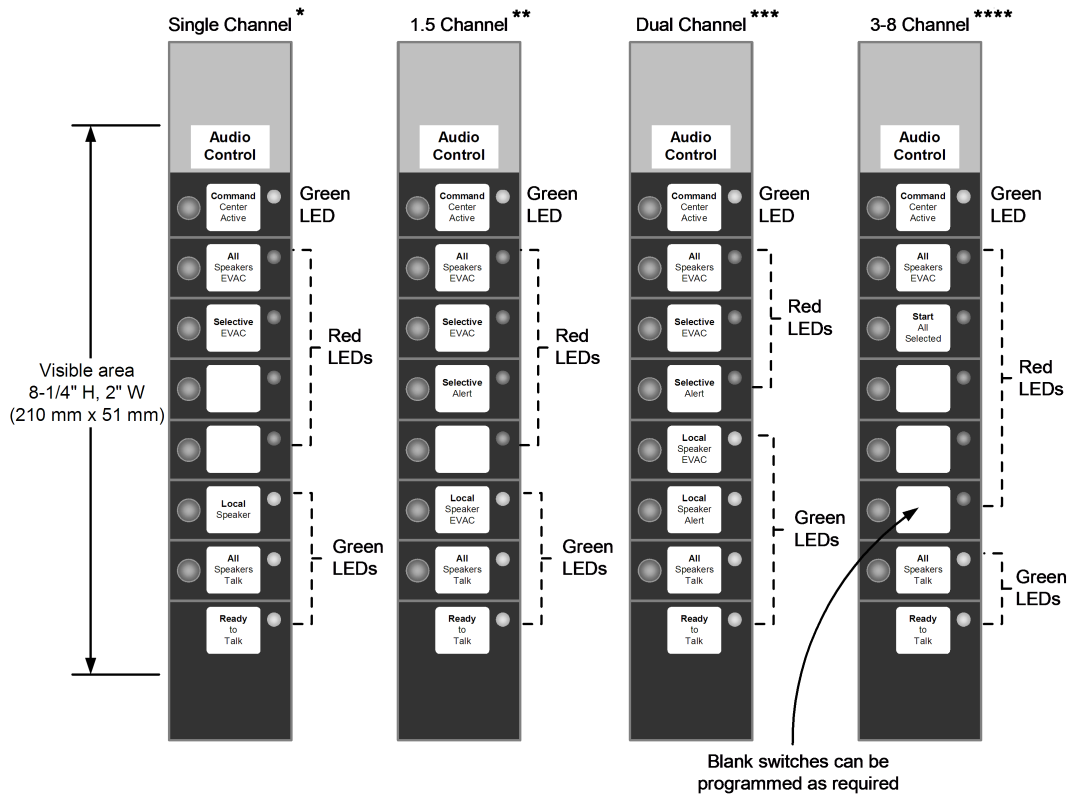 Single Channel *
1.5 Channel **
Dual Channel ***
3-8 Channel ****
Visible area
8-1/4" H, 2" W
(210 mm x 51 mm)
Audio
Control
Command
Center
Active
Green
LED
All
Speakers
EVAC
Selective
EVAC
Red
LEDs
Local
Speaker
All
Speakers
Talk
Green
LEDs
Ready
to
Talk
Audio
Control
Command
Center
Active
Green
LED
All
Speakers
EVAC
Selective
EVAC
Selective
Alert
Red
LEDs
Local
Speaker
EVAC
All
Speakers
Talk
Green
LEDs
Ready
to
Talk
Audio
Control
Command
Center
Active
Green
LED
All
Speakers
EVAC
Selective
EVAC
Selective
Alert
Red
LEDs
Local
Speaker
EVAC
Local
Speaker
Alert
All
Speakers
Talk
Green
LEDs
Ready
to
Talk
Audio
Control
Command
Center
Active
Green
LED
All
Speakers
EVAC
Start
All
Selected
Red
LEDs
All
Speakers
Talk
Green
LEDs
Ready
to
Talk
Blank switches can be
programmed as required